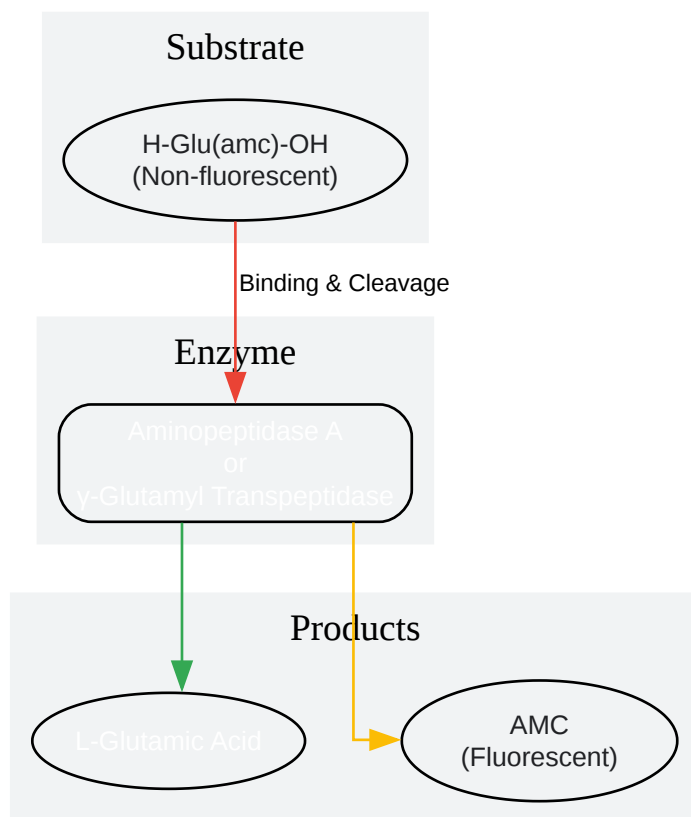 Substrate
H-Glu(amc)-OH
(Non-fluorescent)
Binding & Cleavage
Enzyme
Aminopeptidase A
or
γ-Glutamyl Transpeptidase
Products
L-Glutamic Acid
AMC
(Fluorescent)